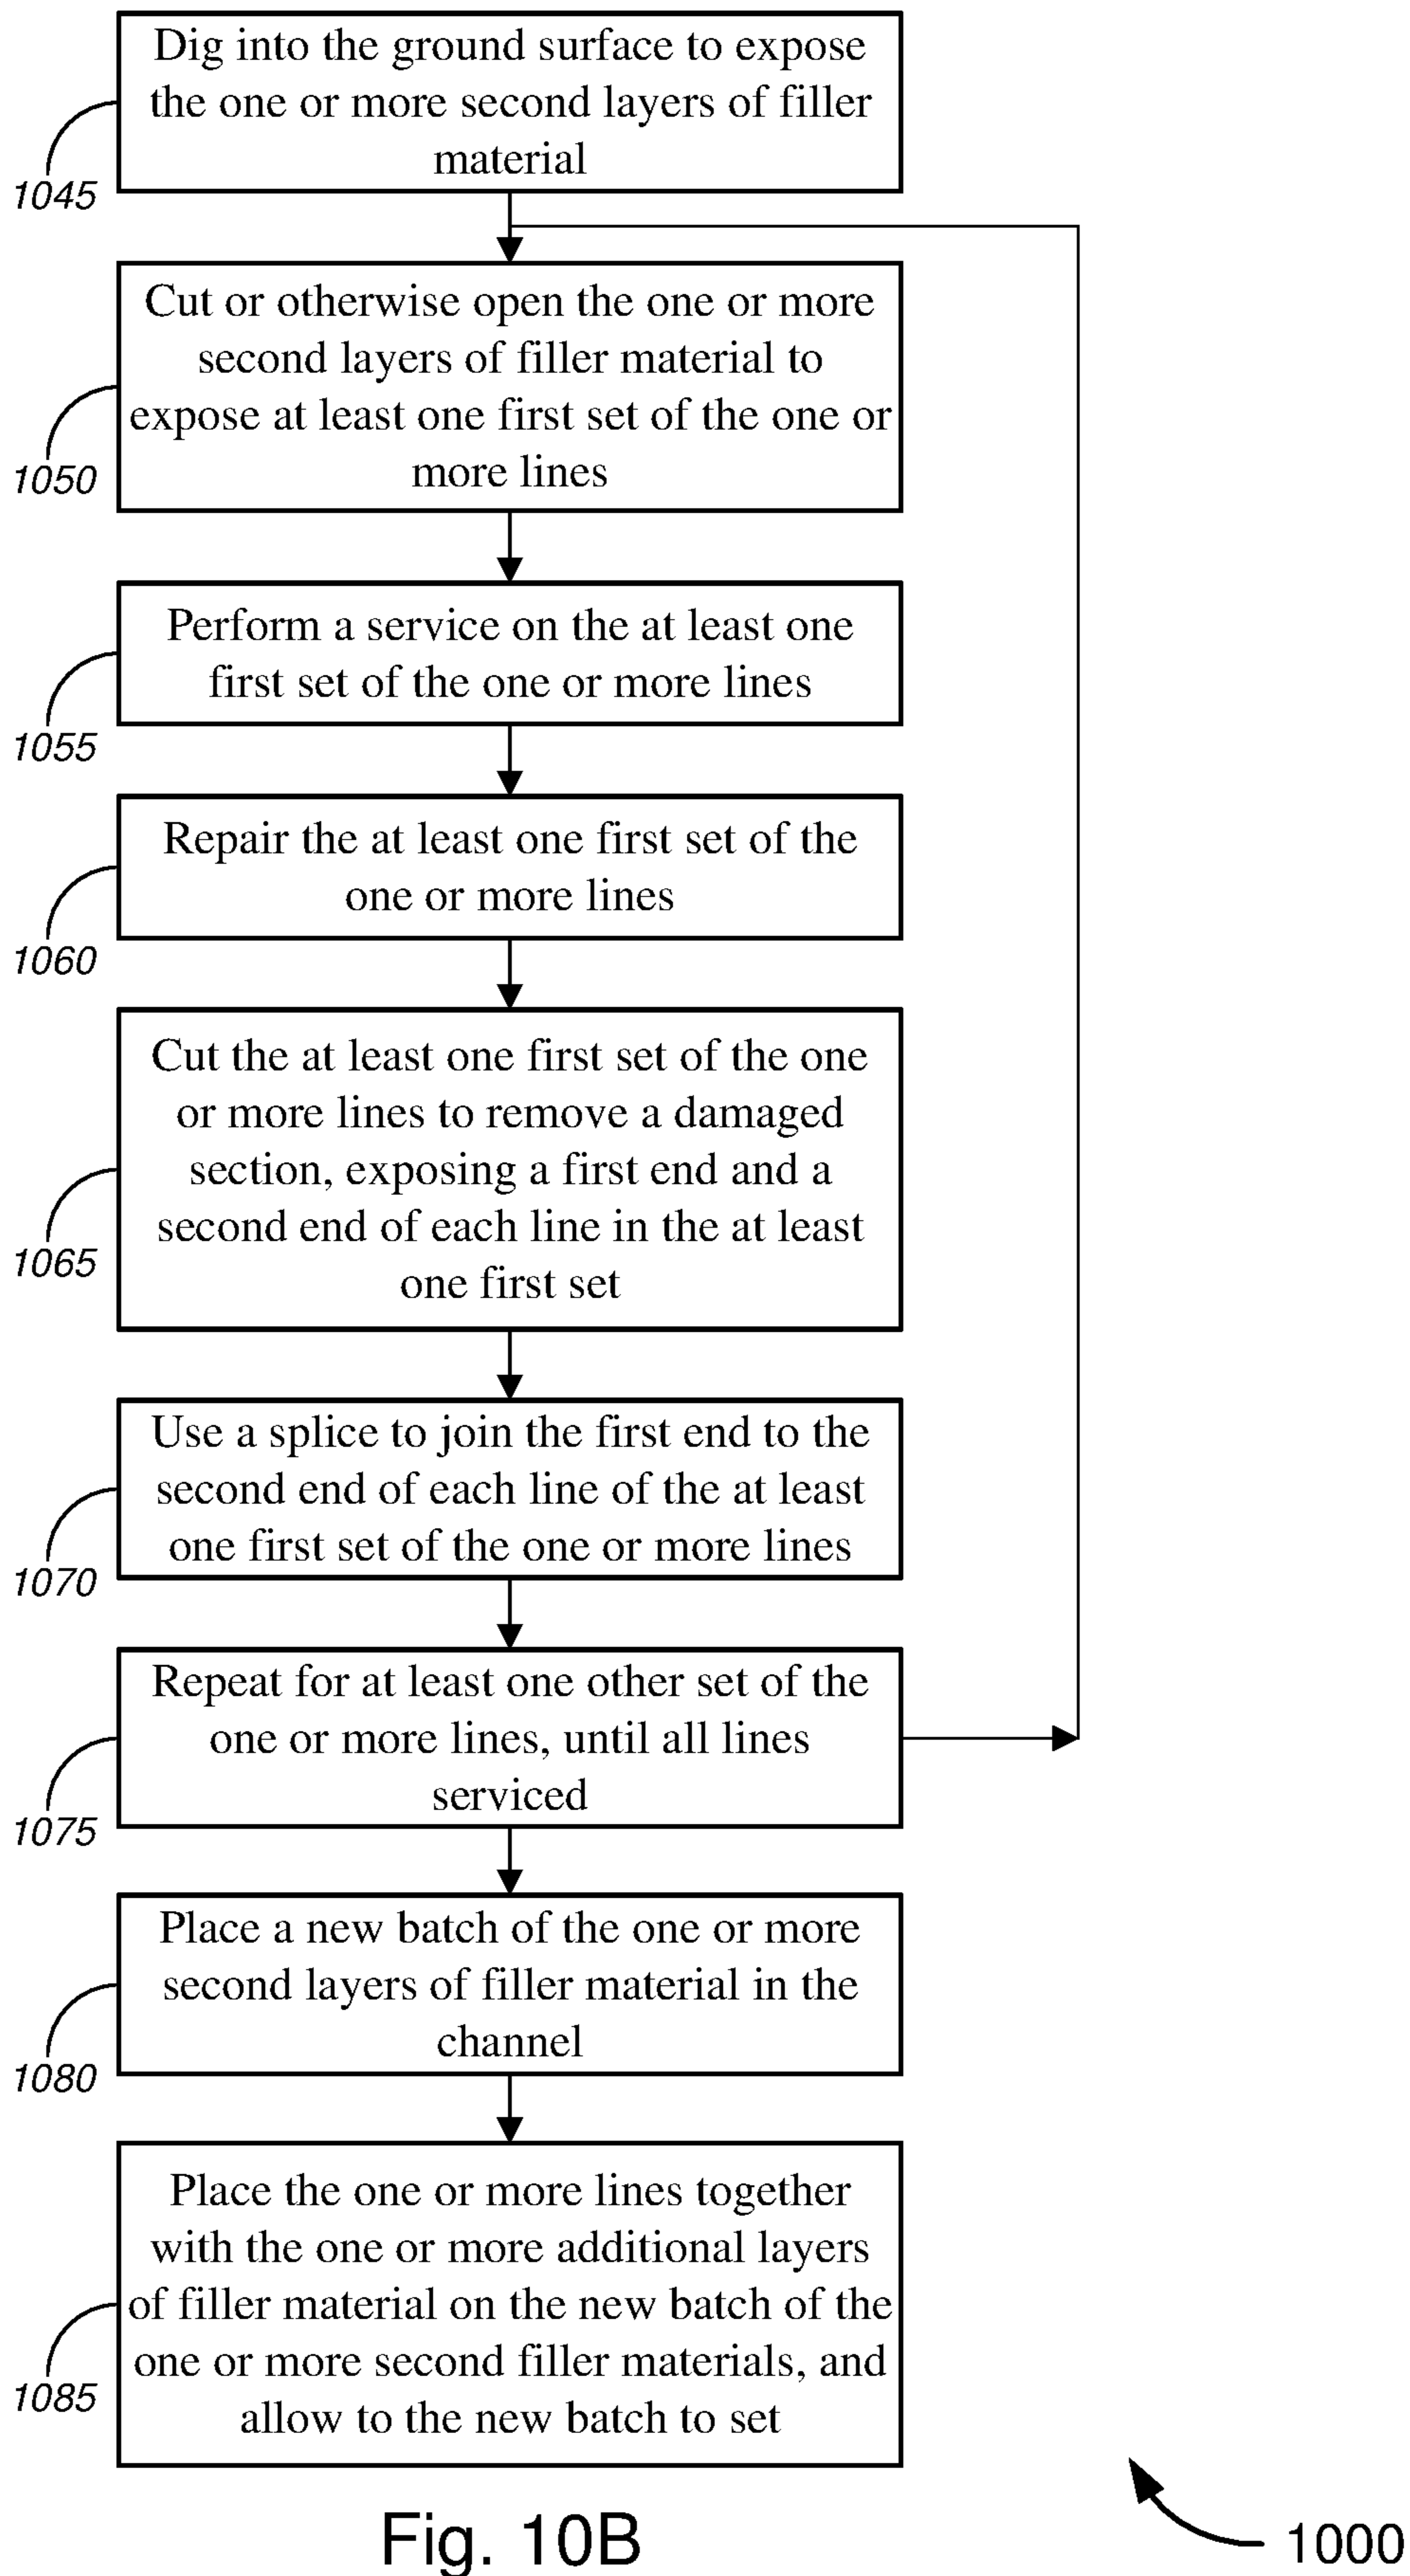 Dig into the ground surface to expose
the one or more second layers of filler
material
1045
Cut or otherwise open the one or more
second layers of filler material to
expose at least one first set of the one or
more lines
1050
Perform a service on the at least one
first set of the one or more lines
1055
Repair the at least one first set of the
one or more lines
1060
Cut the at least one first set of the one
or more lines to remove a damaged
section, exposing a first end and a
second end of each line in the at least
one first set
1065
Use a splice to join the first end to the
second end of each line of the at least
one first set of the one or more lines
1070
Repeat for at least one other set of the
one or more lines, until all lines
serviced
1075
Place a new batch of the one or more
second layers of filler material in the
channel
1080
Place the one or more lines together
with the one or more additional layers
of filler material on the new batch of the
one or more second filler materials, and
allow to the new batch to set
1085
Fig. 10B
1000